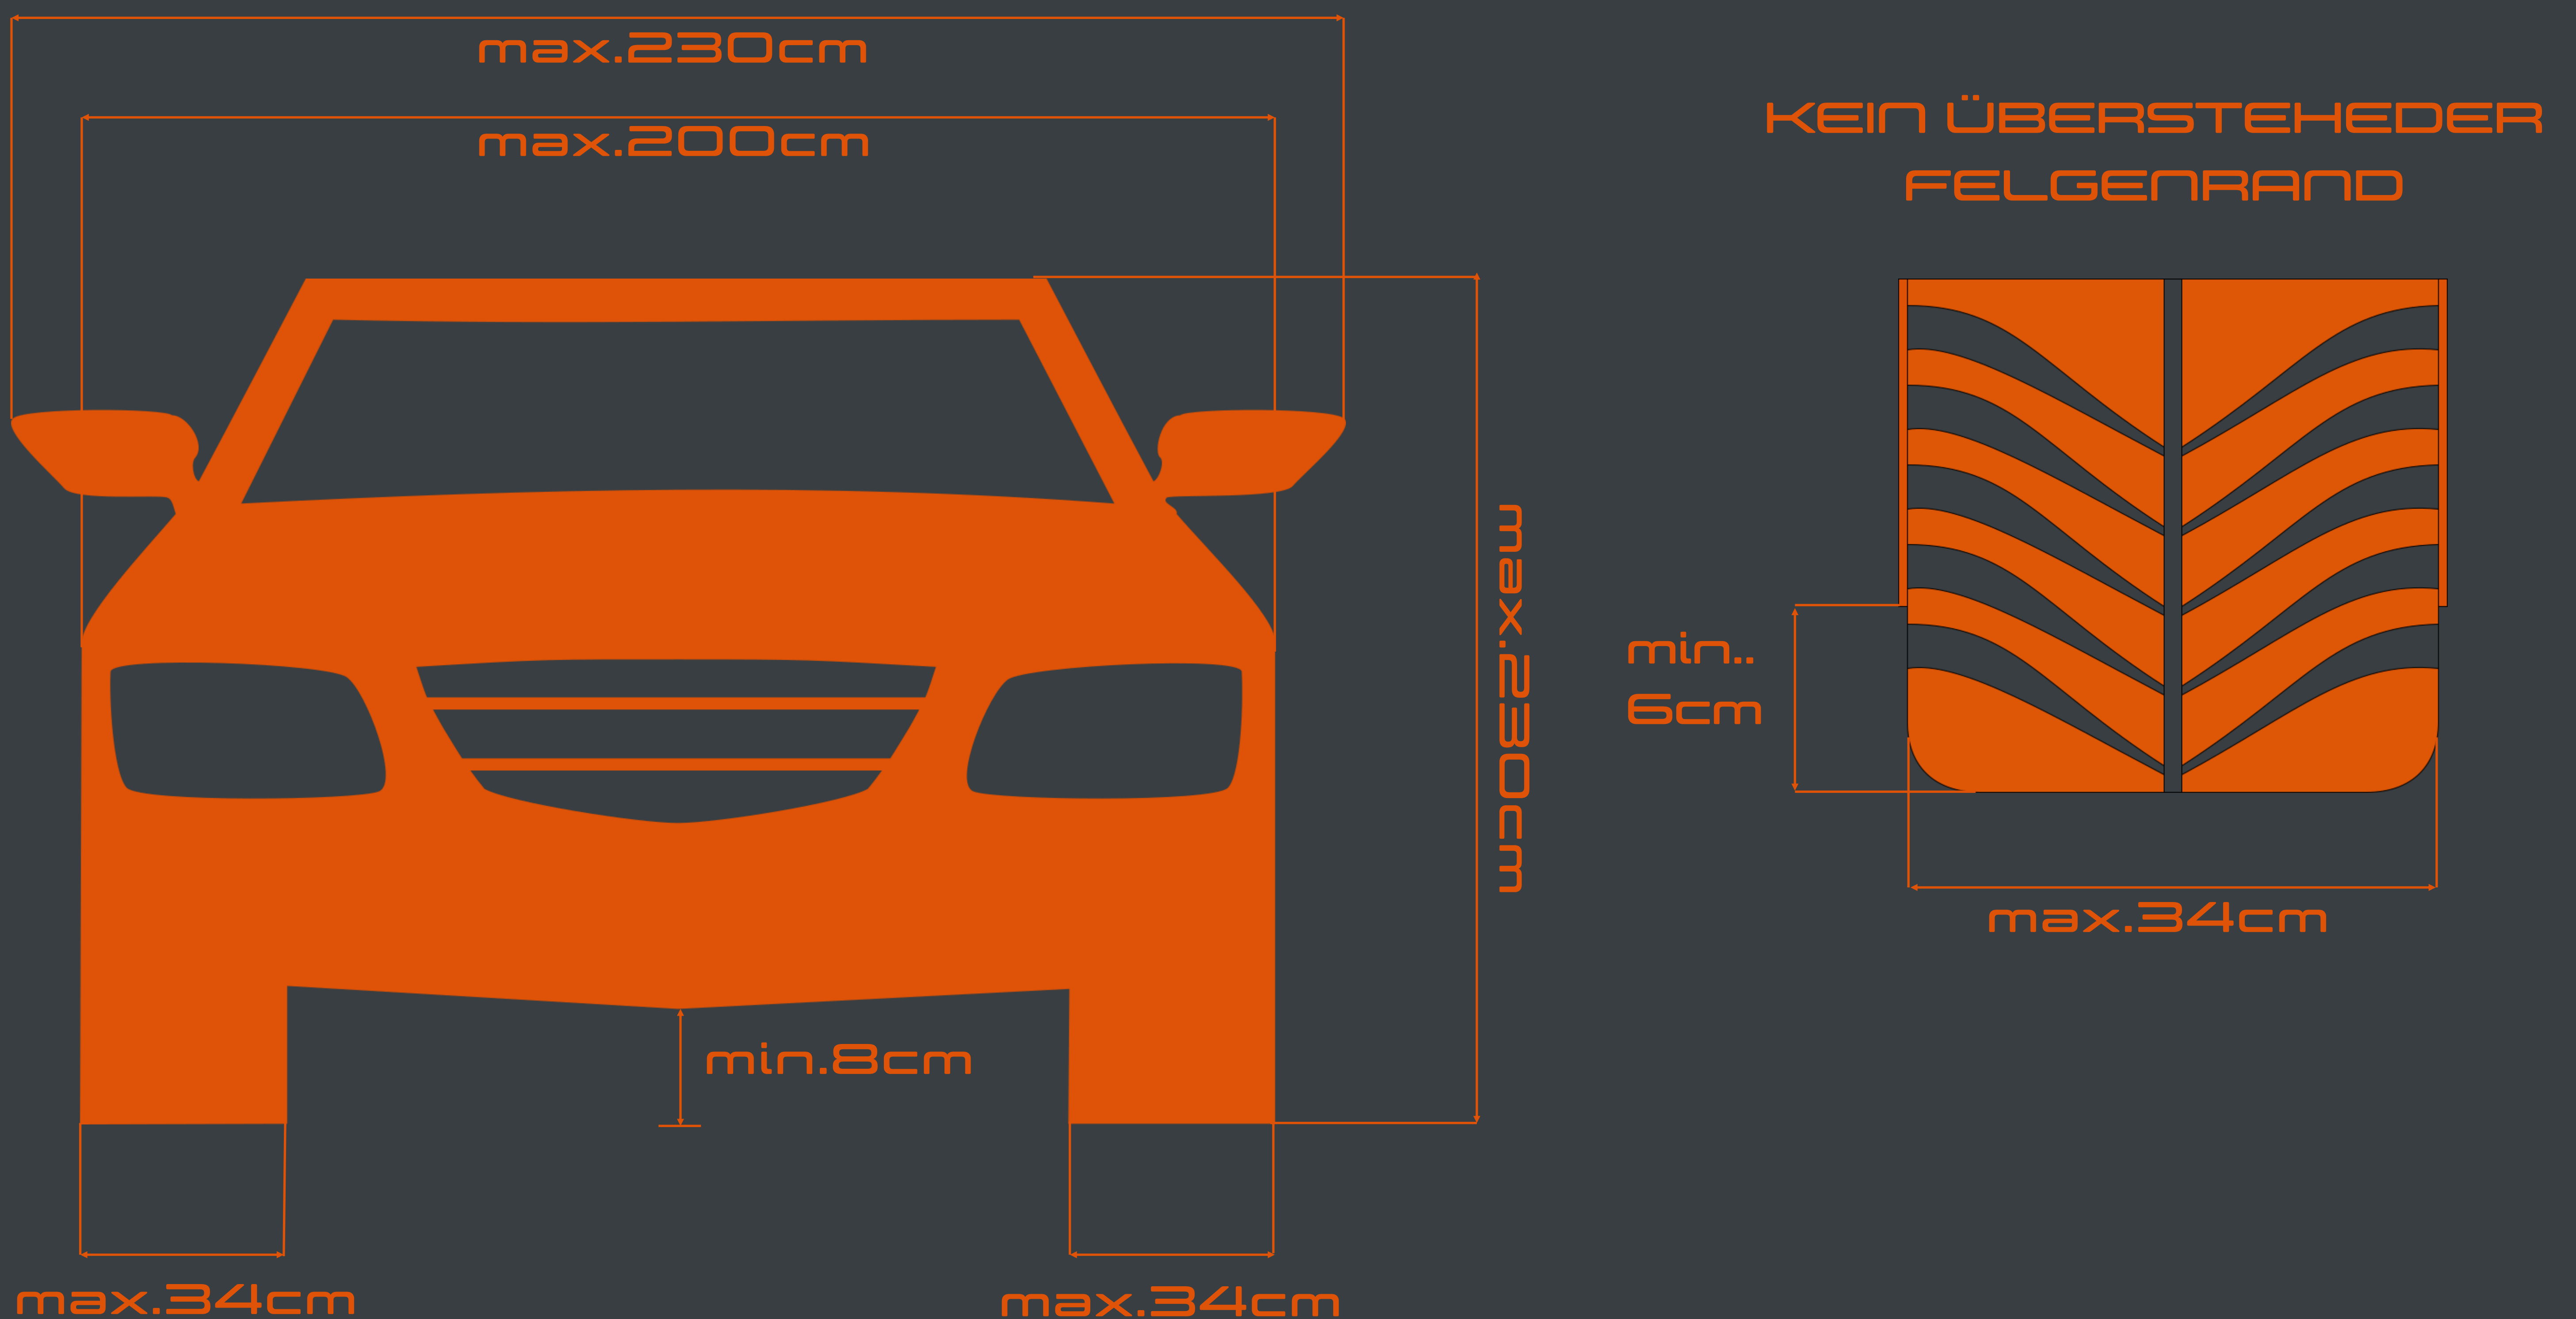 max.230cm
max.200cm
KEIN ÜBERSTEHEDER
FELGENRAND
max.230cm
min..
6cm
max.34cm
min.8cm
max.34cm
max.34cm